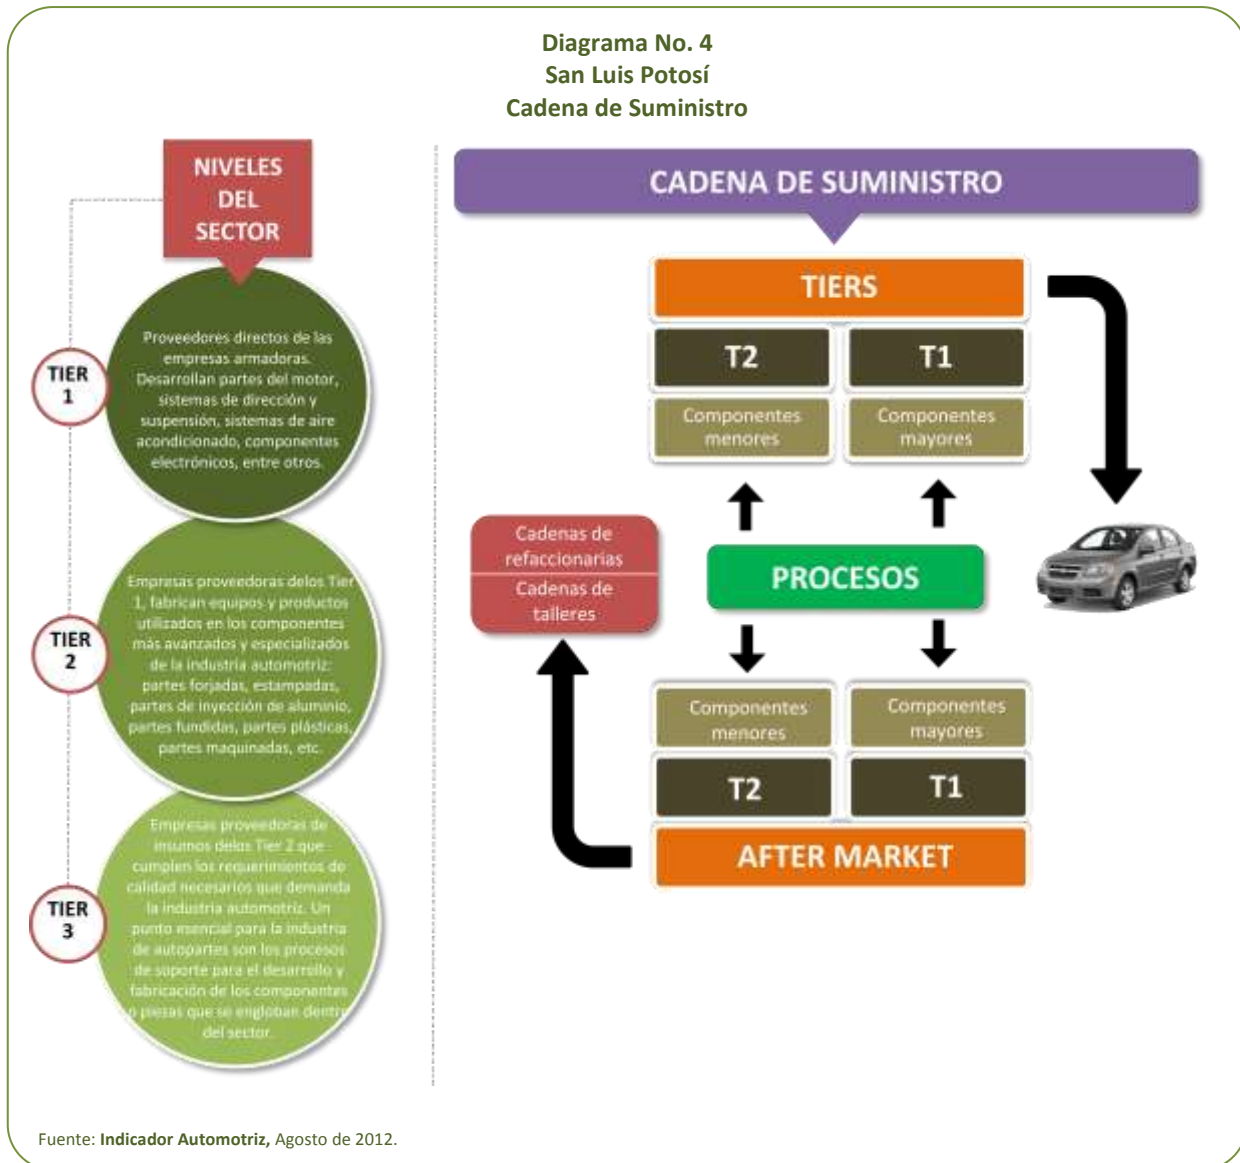 Diagrama No. 4
San Luis Potosí
Cadena de Suministro
NIVELES
DEL
SECTOR
TIER
1
Proveedores directos de las
empresas armadoras.
Desarrollan partes del motor,
sistemas de dirección y
suspensión, sistemas de aire
acondicionado, componentes
electrónicos, entre otros.
TIER
2
Empresas proveedoras delos Tier
1, fabrican equipos y productos
utilizados en los componentes
más avanzados y especializados
de la industria automotriz:
partes forjadas, estampadas,
partes de inyección de aluminio,
partes fundidas, partes plásticas,
partes maquinadas, etc.
TIER
3
Empresas proveedoras de
insumos delos Tier 2 que
cumplen los requerimientos de
calidad necesarios que demanda
la industria automotriz. Un
punto esencial para la industria
de autopartes son los procesos
de soporte para el desarrollo y
fabricación de los componentes
o piezas que se engloban dentro
del sector.
CADENA DE SUMINISTRO
TIERS
T2
T1
Componentes
menores
Componentes
mayores
Cadenas de
refaccionarias
Cadenas de
talleres
PROCESOS
Componentes
menores
Componentes
mayores
T2
T1
AFTER MARKET
Fuente: Indicador Automotriz, Agosto de 2012.